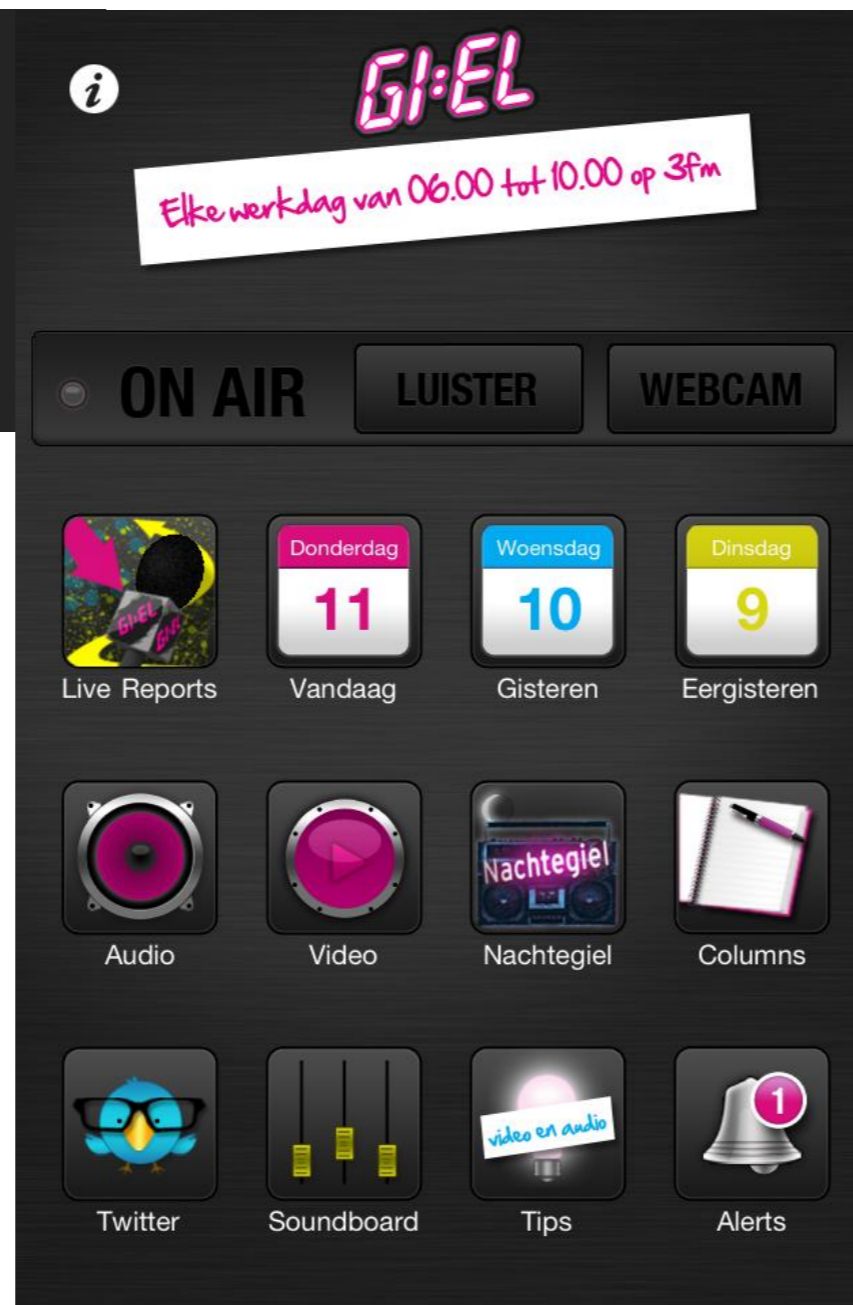 i
GI:EL
Elke werkdag van 06.00 tot 10.00 op 3fm
ON AIR LUISTER WEBCAM
GI:EL GI:EL
Donderdag Woensdag Dinsdag
11 10 9
Live Reports Vandaag Gisteren Eergisteren
Nachtegiel
Audio Video Nachtegiel Columns
1
video en audio
Twitter Soundboard Tips Alerts